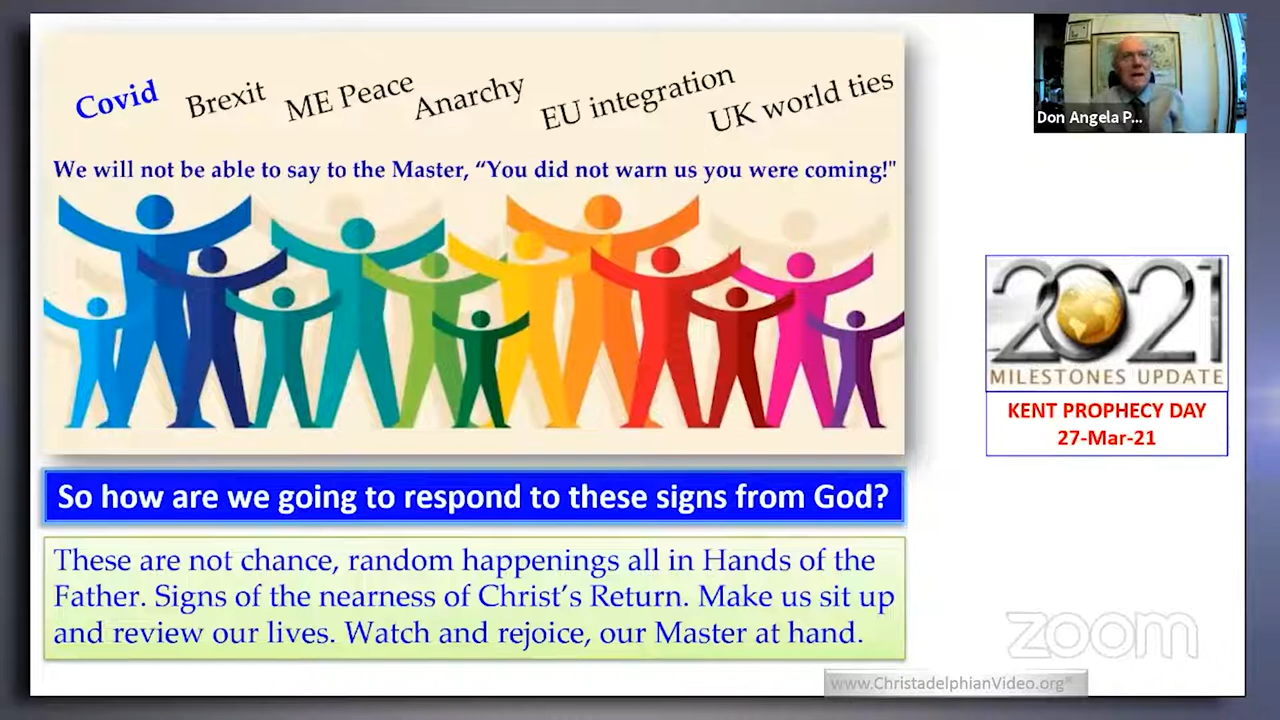 Covid Brexit ME Peace Anarchy EU integration UK world ties
We will not be able to say to the Master, “You did not warn us you were coming!"
So how are we going to respond to these signs from God?
These are not chance, random happenings all in Hands of the
Father. Signs of the nearness of Christ’s Return. Make us sit up
and review our lives. Watch and rejoice, our Master at hand.
Don Angela P...
2021
MILESTONES UPDATE
KENT PROPHECY DAY
27-Mar-21
zoom
www.ChristadelphianVideo.org